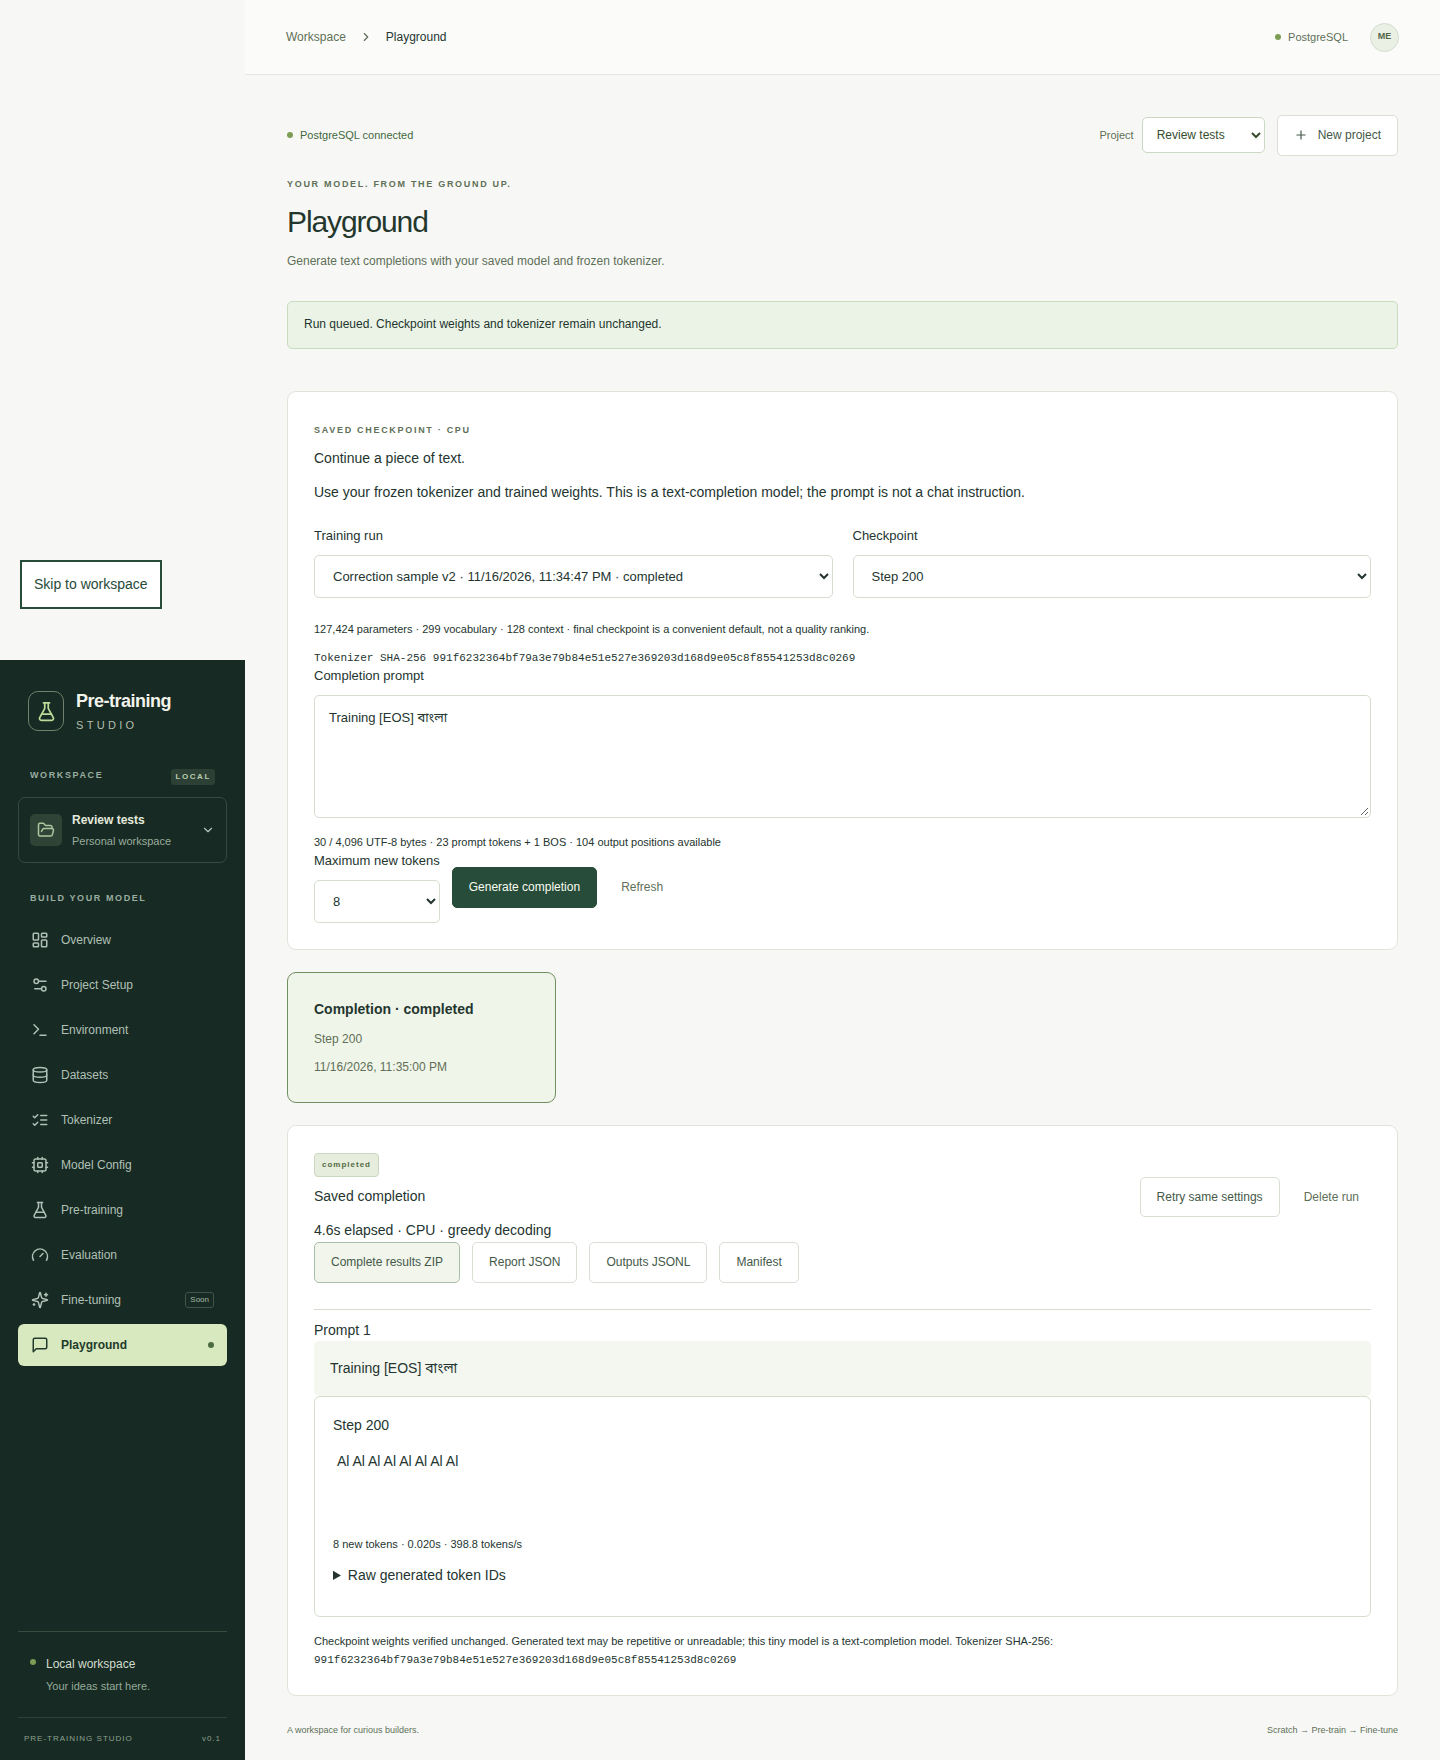 Workspace
Playground
PostgreSQL
ME
PostgreSQL connected
Project
Review tests
New project
YOUR MODEL. FROM THE GROUND UP.
Playground
Generate text completions with your saved model and frozen tokenizer.
Run queued. Checkpoint weights and tokenizer remain unchanged.
SAVED CHECKPOINT · CPU
Continue a piece of text.
Use your frozen tokenizer and trained weights. This is a text-completion model; the prompt is not a chat instruction.
Training run
Checkpoint
Correction sample v2 · 11/16/2026, 11:34:47 PM · completed
Step 200
127,424 parameters · 299 vocabulary · 128 context · final checkpoint is a convenient default, not a quality ranking.
Tokenizer SHA-256 991f6232364bf79a3e79b84e51e527e369203d168d9e05c8f85541253d8c0269
Completion prompt
Training [EOS] বাংলা
30 / 4,096 UTF-8 bytes · 23 prompt tokens + 1 BOS · 104 output positions available
Maximum new tokens
8
Generate completion
Refresh
Completion · completed
Step 200
11/16/2026, 11:35:00 PM
completed
Saved completion
4.6s elapsed · CPU · greedy decoding
Retry same settings
Delete run
Complete results ZIP
Report JSON
Outputs JSONL
Manifest
Prompt 1
Training [EOS] বাংলা
Step 200
Al Al Al Al Al Al Al Al
8 new tokens · 0.020s · 398.8 tokens/s
Raw generated token IDs
Checkpoint weights verified unchanged. Generated text may be repetitive or unreadable; this tiny model is a text-completion model. Tokenizer SHA-256:
991f6232364bf79a3e79b84e51e527e369203d168d9e05c8f85541253d8c0269
A workspace for curious builders.
Scratch → Pre-train → Fine-tune
Skip to workspace
Pre-training
STUDIO
WORKSPACE
LOCAL
Review tests
Personal workspace
BUILD YOUR MODEL
Overview
Project Setup
Environment
Datasets
Tokenizer
Model Config
Pre-training
Evaluation
Fine-tuning
Soon
Playground
Local workspace
Your ideas start here.
PRE-TRAINING STUDIO
v0.1